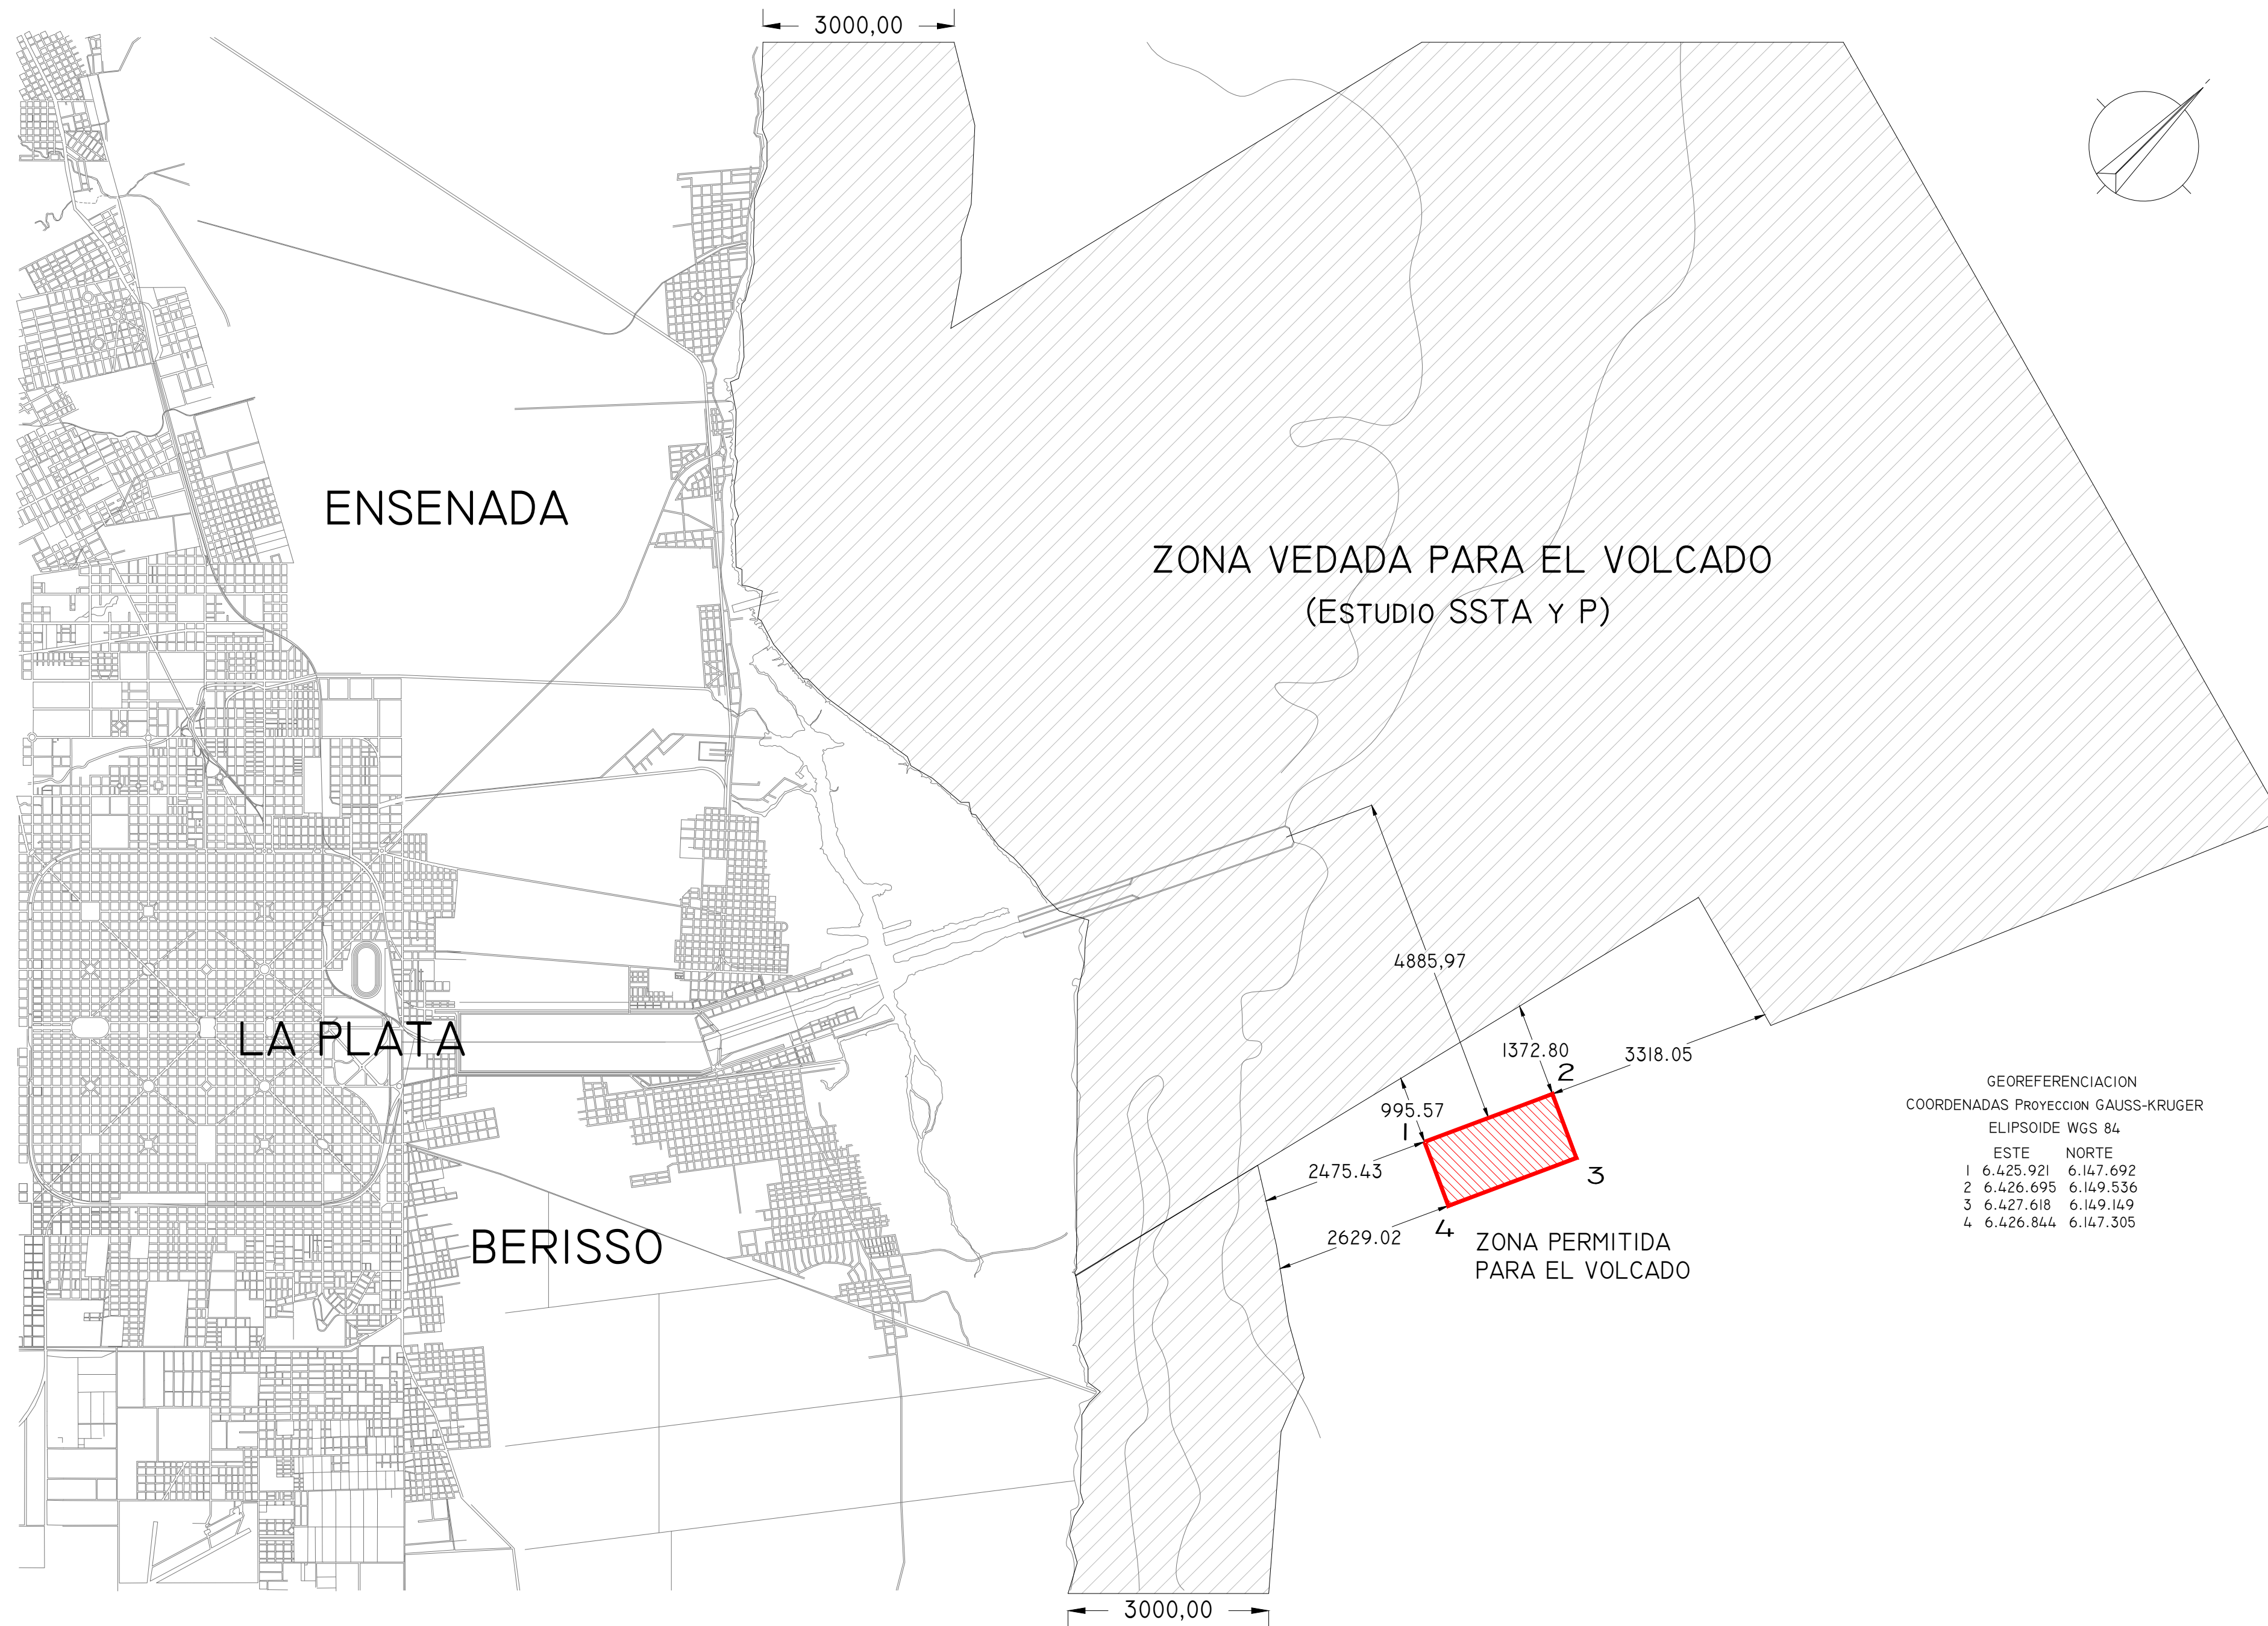 3000,00
ENSENADA
ZONA VEDADA PARA EL VOLCADO
(ESTUDIO SSTA Y P)
4885,97
LA PLATA
1372.80
3318.05
2
995.57
1
2475.43
3
2629.02
4
ZONA PERMITIDA
PARA EL VOLCADO
BERISSO
GEOREFERENCIACION
COORDENADAS PROYECCION GAUSS-KRUGER
ELIPSOIDE WGS 84
ESTE NORTE
1 6.425.921 6.147.692
2 6.426.695 6.149.536
3 6.427.618 6.149.149
4 6.426.844 6.147.305
3000,00